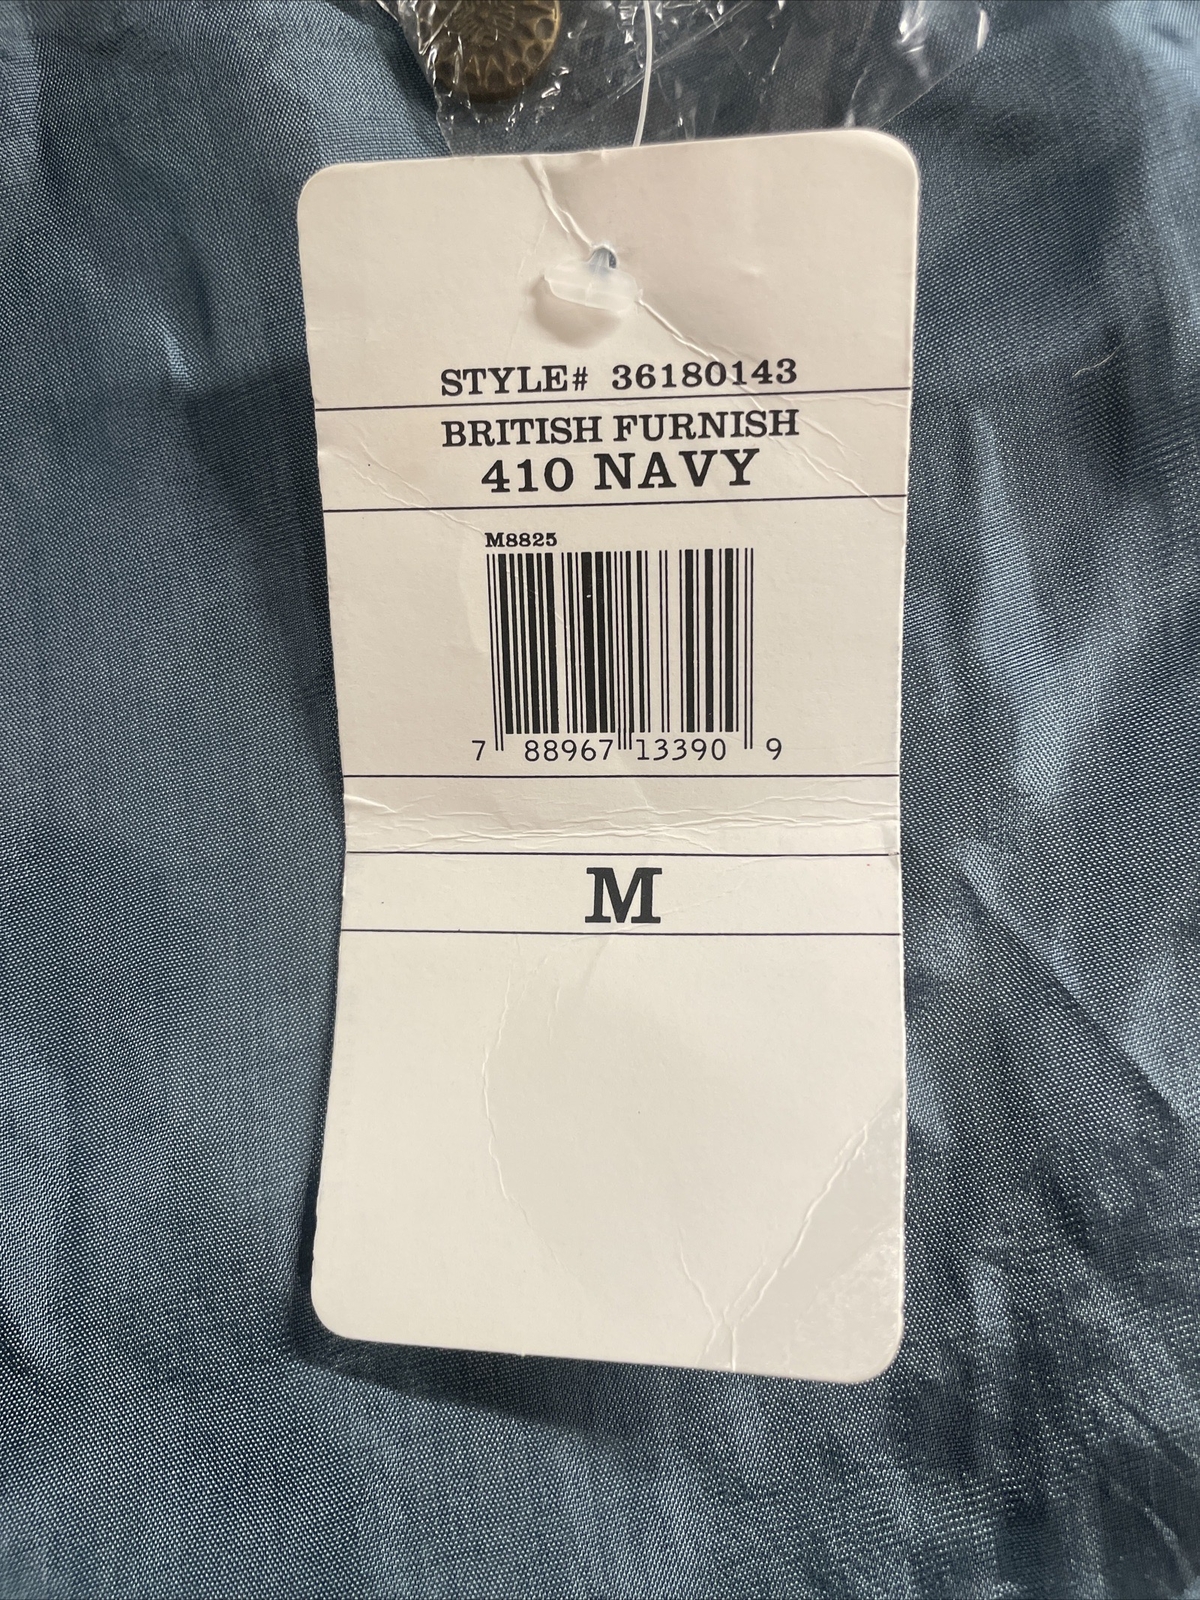 STYLE# 36180143
BRITISH FURNISH
410 NAVY
M8825
7 88967 13390 9
M